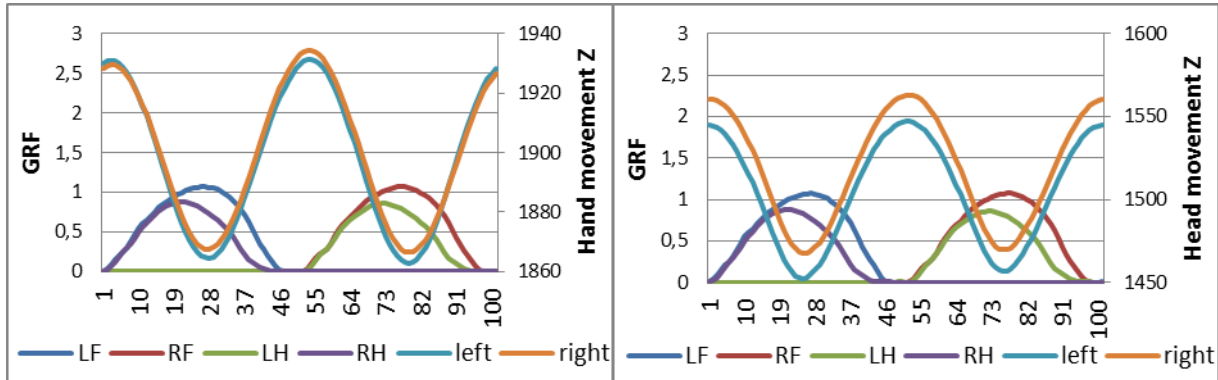 GRF
3
2,5
2
1,5
1
0,5
0
1940
1920
1900
1880
1860
Hand movement Z
1 10 19 28 37 46 55 64 73 82 91 100
LF RF LH RH left right
GRF
3
2,5
2
1,5
1
0,5
0
1600
1550
1500
1450
Head movement Z
1 10 19 28 37 46 55 64 73 82 91 100
LF RF LH RH left right